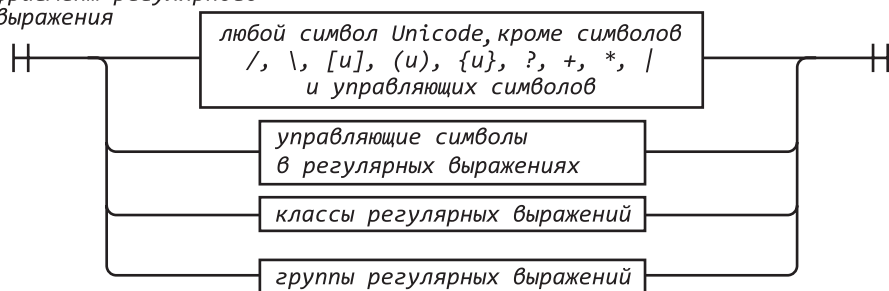 выражения
любой символ Unicode, кроме символов
/, \, [и], (и), {и}, ?, +, *, |
и управляющих символов
управляющие символы
в регулярных выражениях
классы регулярных выражений
группы регулярных выражений